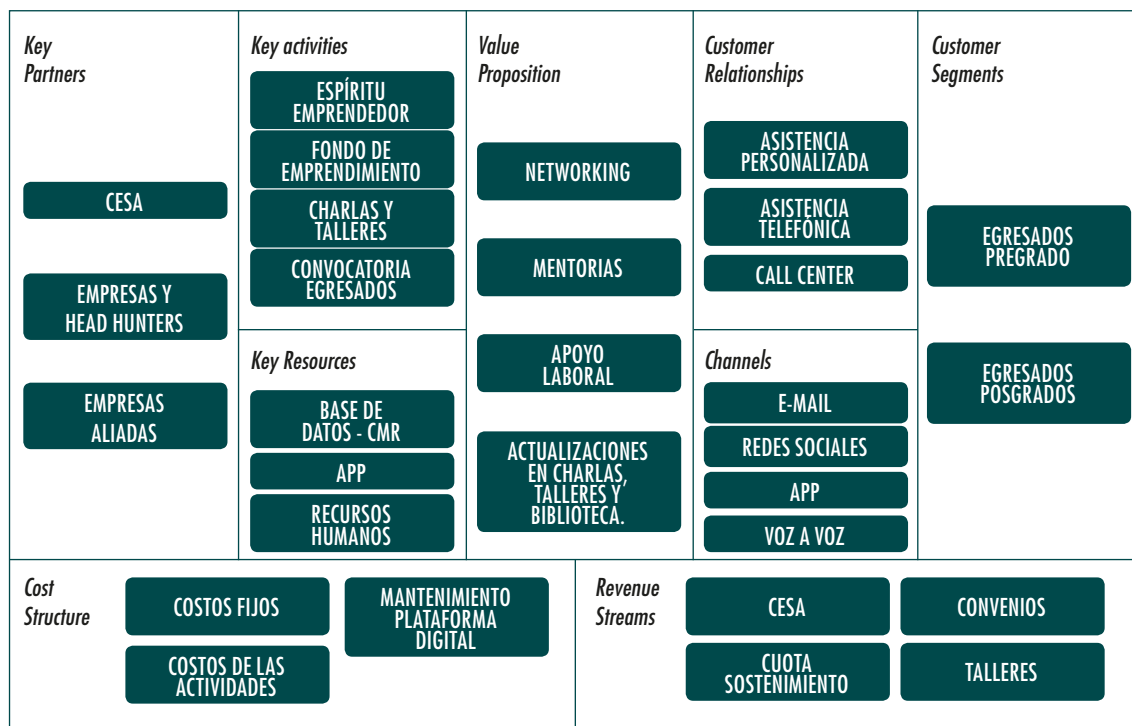 Key
Partners
CESA
EMPRESAS Y
HEAD HUNTERS
EMPRESAS
ALIADAS
Key activities
ESPÍRITU
EMPRENDEDOR
FONDO DE
EMPRENDIMIENTO
CHARLAS Y
TALLERES
CONVOCATORIA
EGRESADOS
Key Resources
BASE DE
DATOS - CMR
APP
RECURSOS
HUMANOS
Value
Proposition
NETWORKING
MENTORIAS
APOYO
LABORAL
ACTUALIZACIONES
EN CHARLAS,
TALLERES Y
BIBLIOTECA.
Customer
Relationships
ASISTENCIA
PERSONALIZADA
ASISTENCIA
TELEFÓNICA
CALL CENTER
Channels
E-MAIL
REDES SOCIALES
APP
VOZ A VOZ
Customer
Segments
EGRESADOS
PREGRADO
EGRESADOS
POSGRADOS
Cost
Structure
COSTOS FIJOS
COSTOS DE LAS
ACTIVIDADES
MANTENIMIENTO
PLATAFORMA
DIGITAL
Revenue
Streams
CESA
CONVENIOS
CUOTA
SOSTENIMIENTO
TALLERES